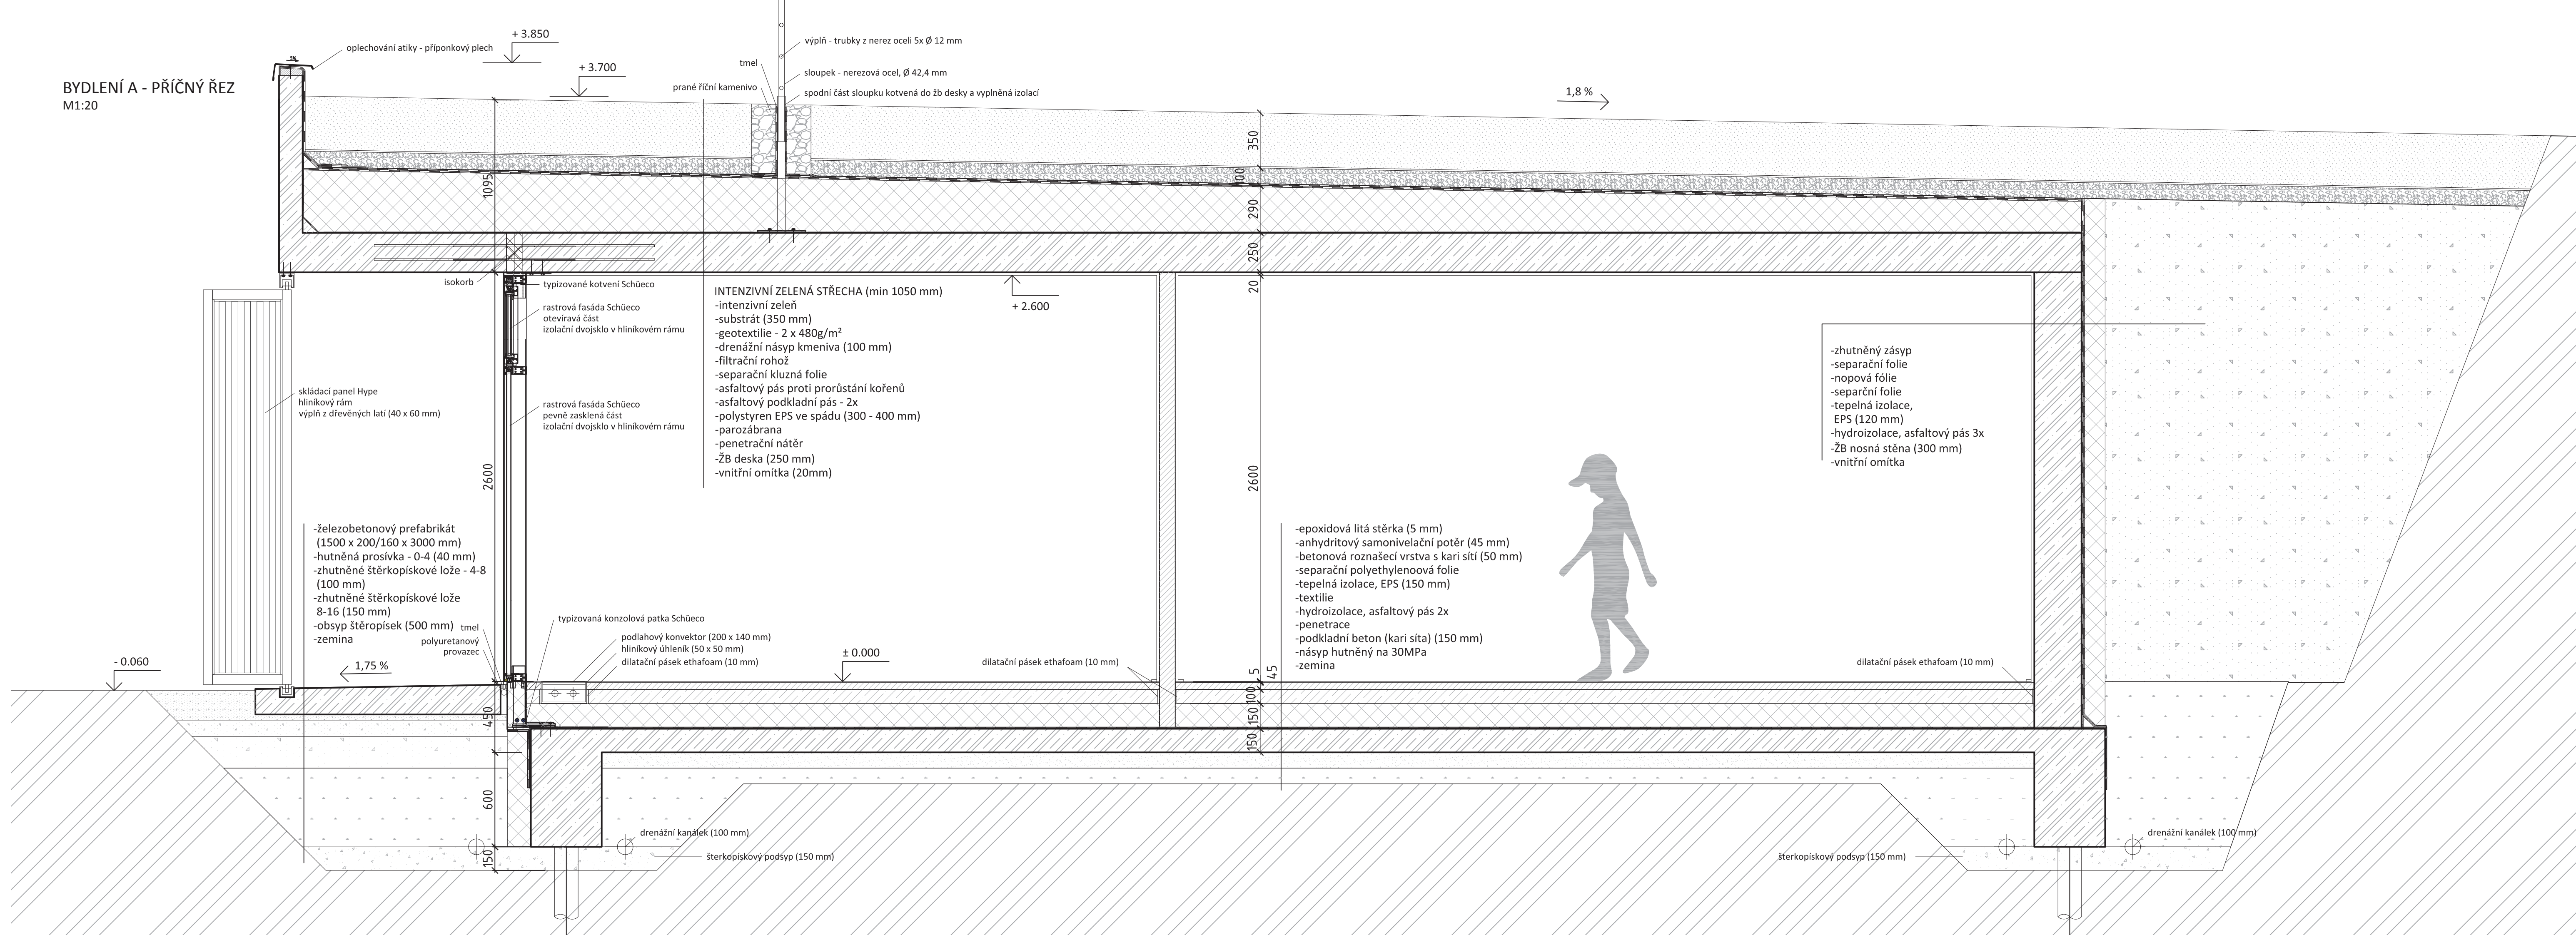 BYDLENÍ A - PŘÍČNÝ ŘEZ
M1:20
oplechování atiky - příponkový plech
+ 3.850
+ 3.700
tmel
prané říční kamenivo
výplň - trubky z nerez oceli 5x Ø 12 mm
sloupek - nerezová ocel, Ø 42,4 mm
spodní část sloupku kotvená do žb desky a vyplněná izolací
1,8 %
1095
350
100
290
250
20
isokorb
typizované kotvení Schüeco
rastrová fasáda Schüeco
otevíravá část
izolační dvojsklo v hliníkovém rámu
rastrová fasáda Schüeco
pevně zasklená část
izolační dvojsklo v hliníkovém rámu
INTENZIVNÍ ZELENÁ STŘECHA (min 1050 mm)
-intenzivní zeleň
-substrát (350 mm)
-geotextilie - 2 x 480g/m²
-drenážní násyp kmeniva (100 mm)
-filtrační rohož
-separační kluzná folie
-asfaltový pás proti prorůstání kořenů
-asfaltový podkladní pás - 2x
-polystyren EPS ve spádu (300 - 400 mm)
-parozábrana
-penetrační nátěr
-ŽB deska (250 mm)
-vnitřní omítka (20mm)
+ 2.600
-zhutněný zásyp
-separační folie
-nopová fólie
-separční folie
-tepelná izolace,
EPS (120 mm)
-hydroizolace, asfaltový pás 3x
-ŽB nosná stěna (300 mm)
-vnitřní omítka
skládací panel Hype
hliníkový rám
výplň z dřevěných latí (40 x 60 mm)
2600
2600
-železobetonový prefabrikát
(1500 x 200/160 x 3000 mm)
-hutněná prosívka - 0-4 (40 mm)
-zhutněné štěrkopískové lože - 4-8
(100 mm)
-zhutněné štěrkopískové lože
8-16 (150 mm)
-obsyp štěropísek (500 mm)
-zemina
tmel
polyuretanový
provazec
1,75 %
- 0.060
typizovaná konzolová patka Schüeco
podlahový konvektor (200 x 140 mm)
hliníkový úhleník (50 x 50 mm)
dilatační pásek ethafoam (10 mm)
± 0.000
dilatační pásek ethafoam (10 mm)
-epoxidová litá stěrka (5 mm)
-anhydritový samonivelační potěr (45 mm)
-betonová roznašecí vrstva s kari sítí (50 mm)
-separační polyethylenoová folie
-tepelná izolace, EPS (150 mm)
-textilie
-hydroizolace, asfaltový pás 2x
-penetrace
-podkladní beton (kari síta) (150 mm)
-násyp hutněný na 30MPa
-zemina
dilatační pásek ethafoam (10 mm)
5
45
100
150
150
450
600
150
drenážní kanálek (100 mm)
šterkopískový podsyp (150 mm)
šterkopískový podsyp (150 mm)
drenážní kanálek (100 mm)